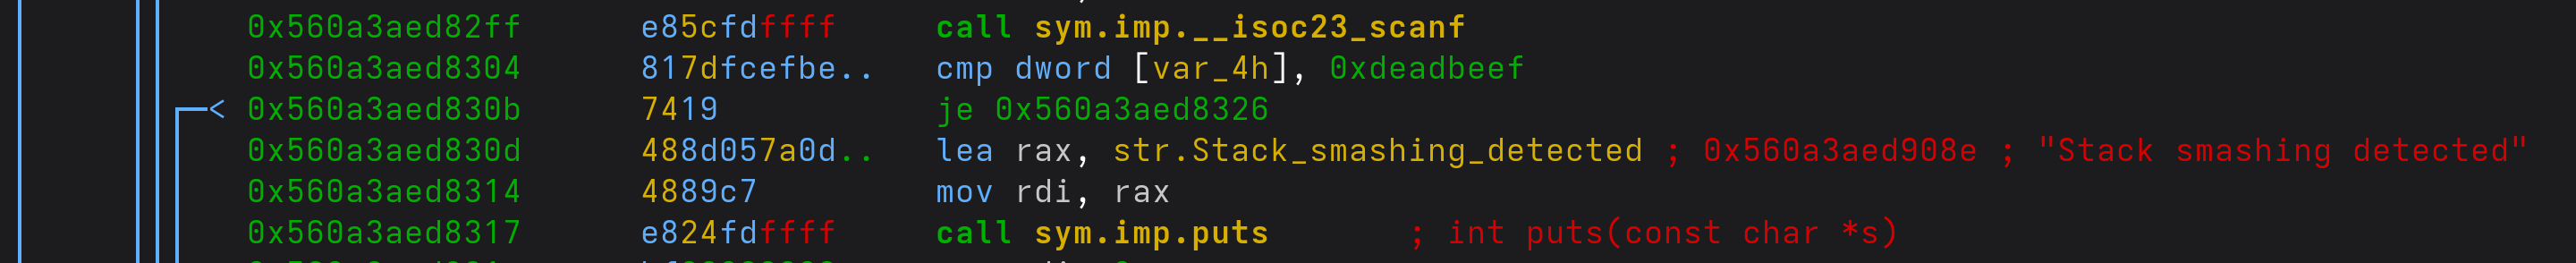 0x560a3aed82ff e85cfdffff call sym.imp.__isoc23_scanf
0x560a3aed8304 817dfcefbe.. cmp dword [var_4h], 0xdeadbeef
< 0x560a3aed830b 7419 je 0x560a3aed8326
0x560a3aed830d 488d057a0d.. lea rax, str.Stack_smashing_detected ; 0x560a3aed908e ; "Stack smashing detected"
0x560a3aed8314 4889c7 mov rdi, rax
0x560a3aed8317 e824fdffff call sym.imp.puts ; int puts(const char *s)